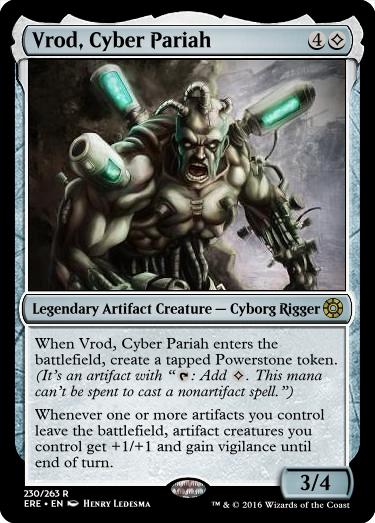 Vrod, Cyber Pariah 4
Legendary Artifact Creature — Cyborg Rigger
When Vrod, Cyber Pariah enters the
battlefield, create a tapped Powerstone token.
(It's an artifact with “: Add . This mana
can't be spent to cast a nonartifact spell.”)
Whenever one or more artifacts you control
leave the battlefield, artifact creatures you
control get +1/+1 and gain vigilance until
end of turn.
3/4
230/263 R
ERE • EN Henry Ledesma
™ & © 2016 Wizards of the Coast